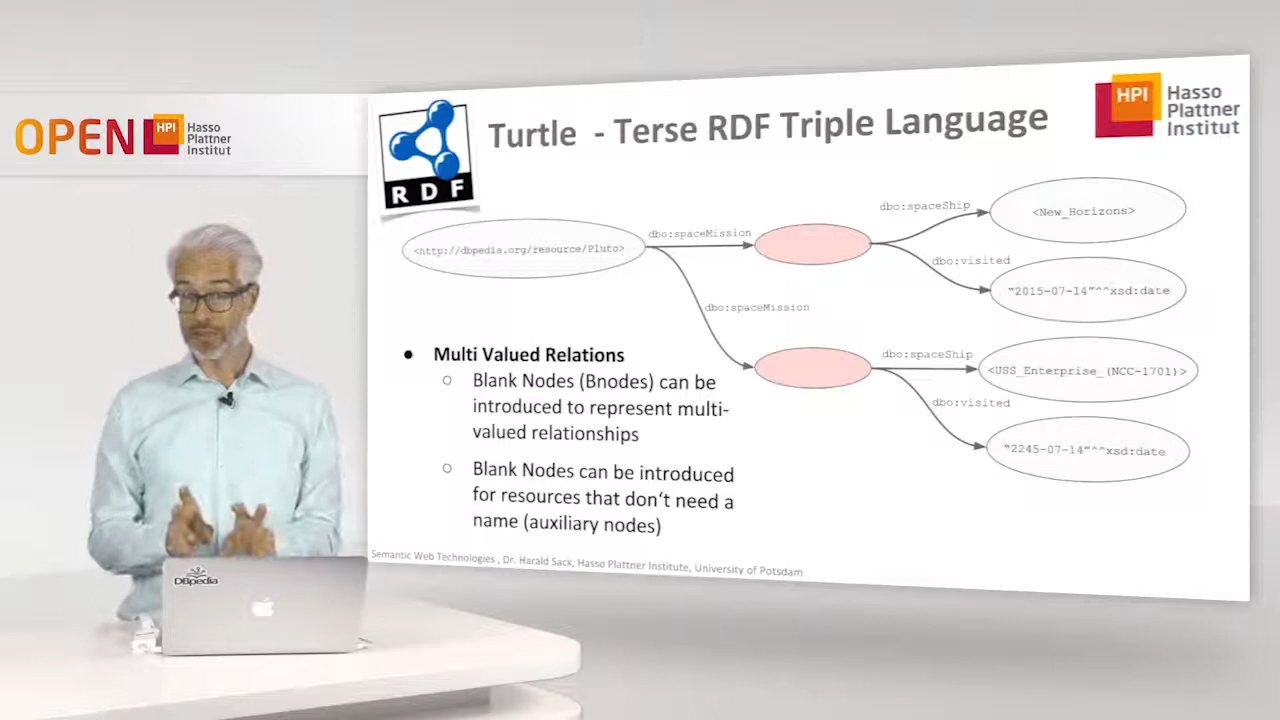 OPEN HPI Hasso
Plattner
Institut
RDF
Turtle - Terse RDF Triple Language
HPI Hasso
Plattner
Institut
<http://dbpedia.org/resource/Pluto>
dbo:spaceMission
dbo:spaceShip
<New_Horizons>
dbo:visited
"2015-07-14"^^xsd:date
dbo:spaceMission
dbo:spaceShip
<USS_Enterprise_(NCC-1701)>
dbo:visited
"2245-07-14"^^xsd:date
● Multi Valued Relations
○ Blank Nodes (Bnodes) can be
introduced to represent multi-
valued relationships
○ Blank Nodes can be introduced
for resources that don‘t need a
name (auxiliary nodes)
Semantic Web Technologies , Dr. Harald Sack, Hasso Plattner Institute, University of Potsdam
DBpedia